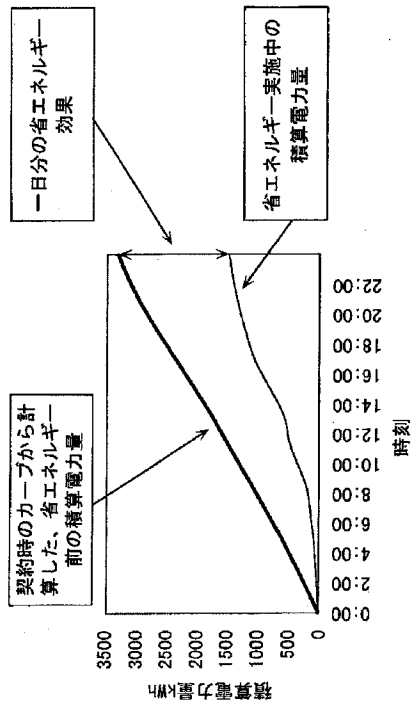 一日分の省エネルギー
効果
省エネルギー実施中の
積算電力量
契約時のカーブから計
算した、省エネルギー
前の積算電力量
3500
3000
2500
2000
1500
1000
500
0
積算電力量kWh
0:00
2:00
4:00
6:00
8:00
10:00
12:00
14:00
16:00
18:00
20:00
22:00
時刻